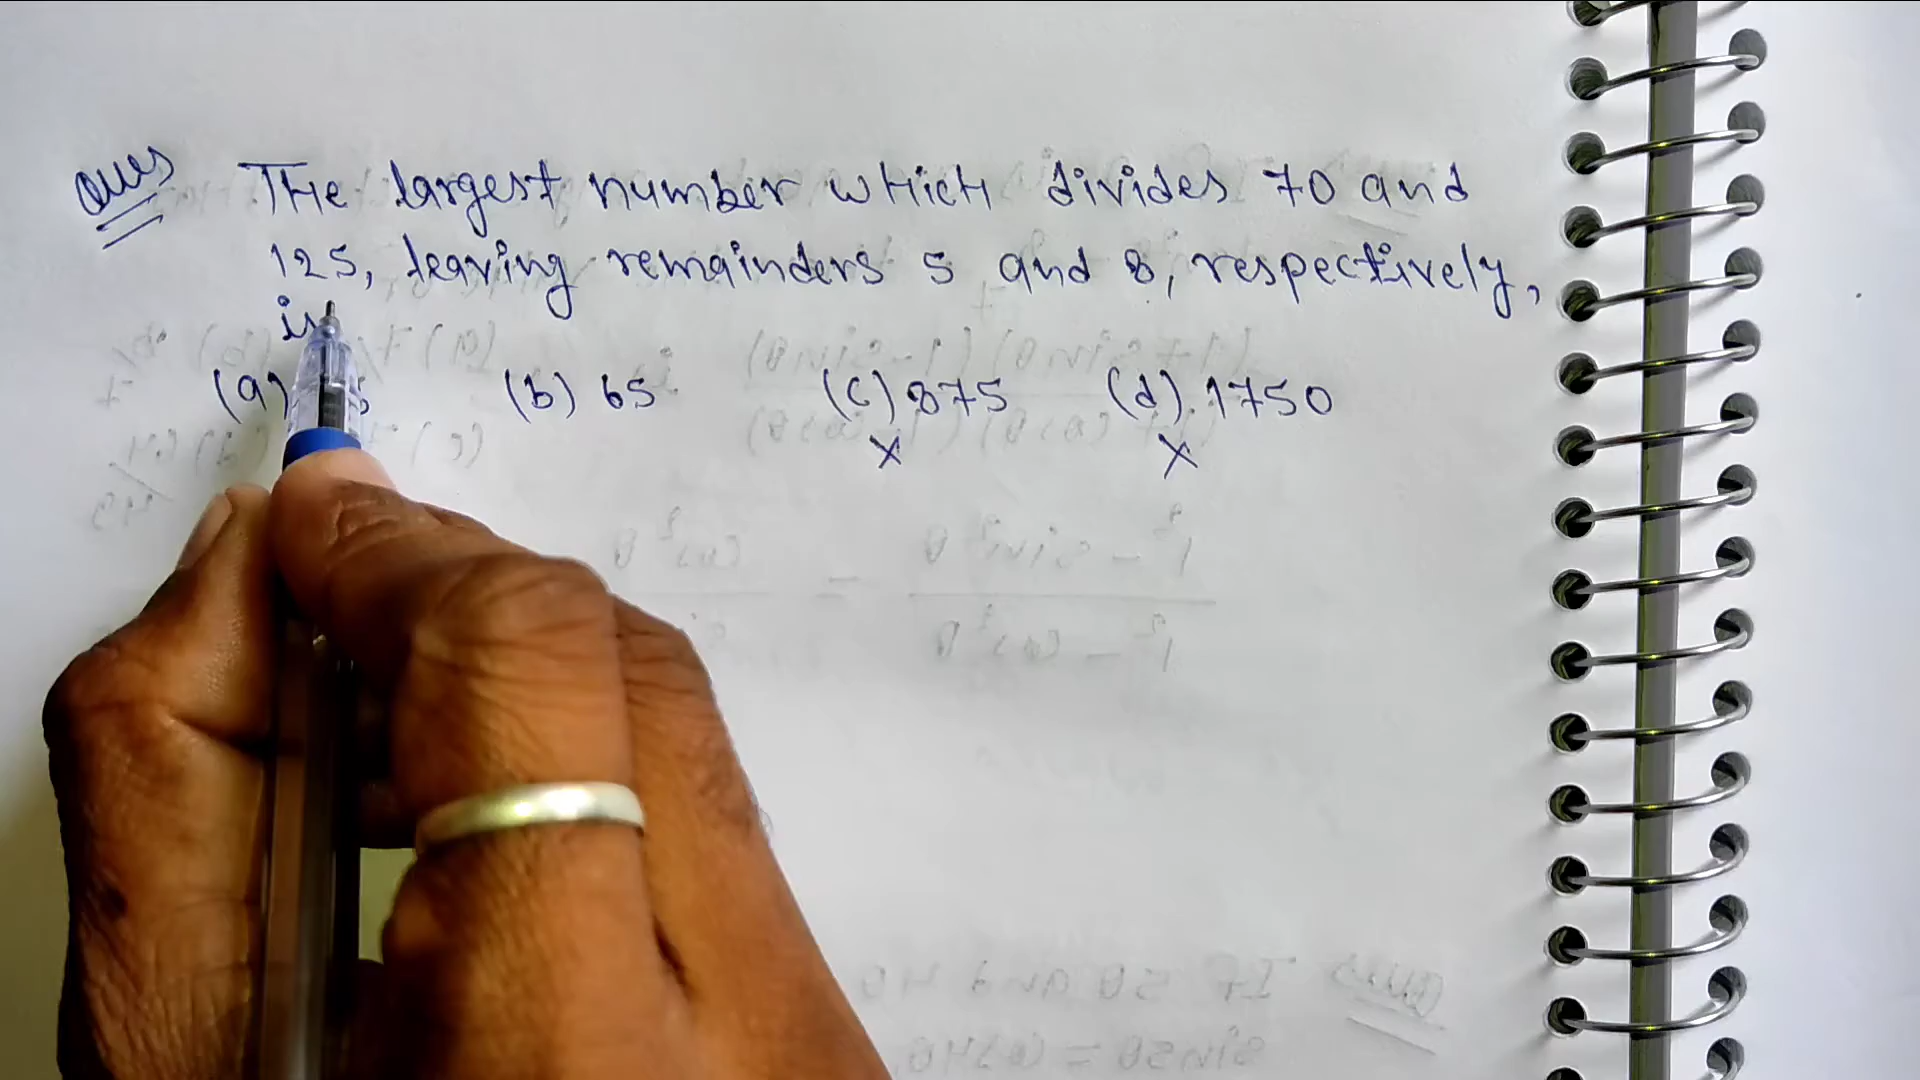 Ques The largest number which divides 70 and
125, leaving remainders 5 and 8, respectively,
is
(a) (b) 65 (c) 875 (d) 1750
x x